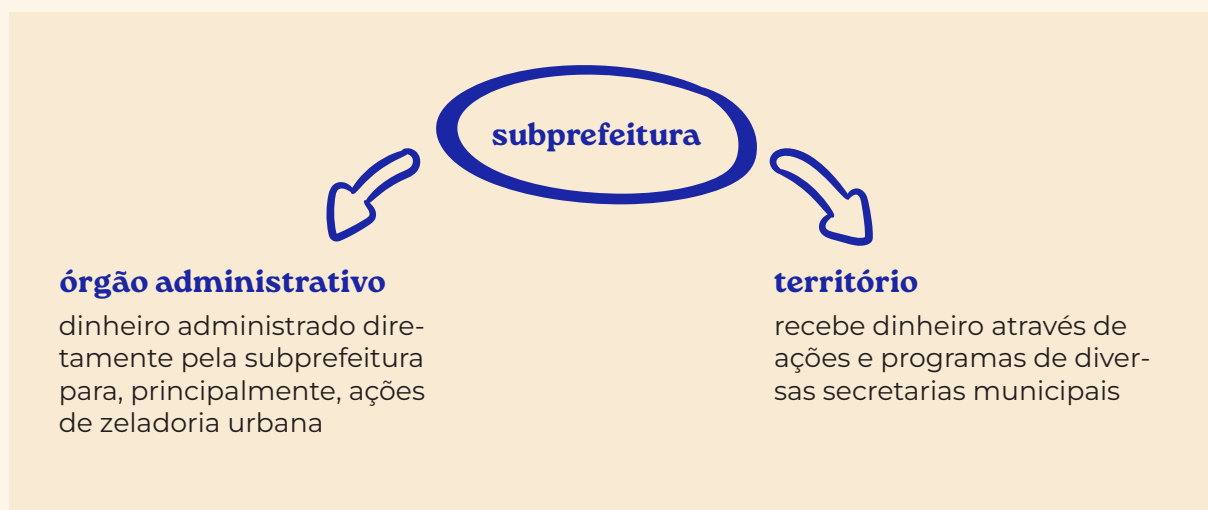 subprefeitura
órgão administrativo
dinheiro administrado dire-
tamente pela subprefeitura
para, principalmente, ações
de zeladoria urbana
território
recebe dinheiro através de
ações e programas de diver-
sas secretarias municipais